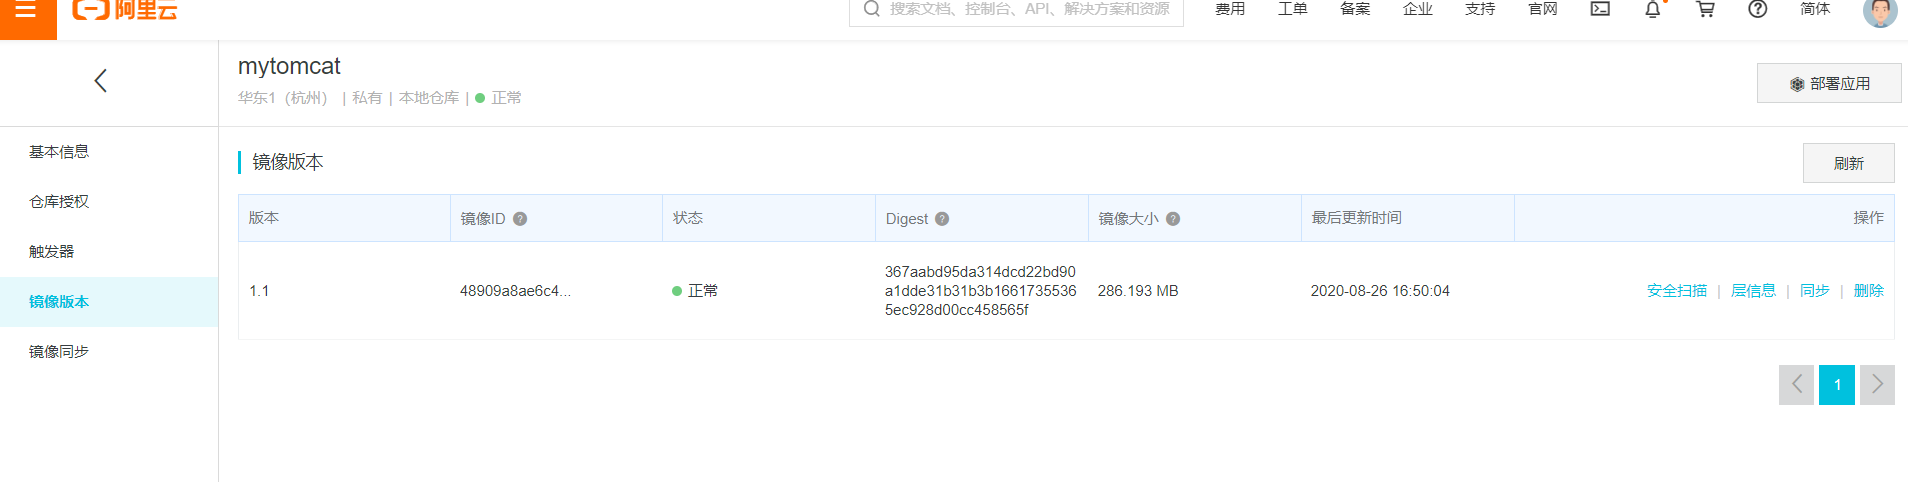 阿里云
搜索文档、控制台、API、解决方案和资源
费用 工单 备案 企业 支持 官网 简体
mytomcat
华东1（杭州） | 私有 | 本地仓库 | 正常
部署应用
基本信息
仓库授权
触发器
镜像版本
镜像同步
镜像版本
刷新
版本 镜像ID ? 状态 Digest ? 镜像大小 ? 最后更新时间 操作
1.1 48909a8ae6c4... 正常 367aabd95da314dcd22bd90
a1dde31b31b3b1661735536
5ec928d00cc458565f 286.193 MB 2020-08-26 16:50:04 安全扫描 | 层信息 | 同步 | 删除
1